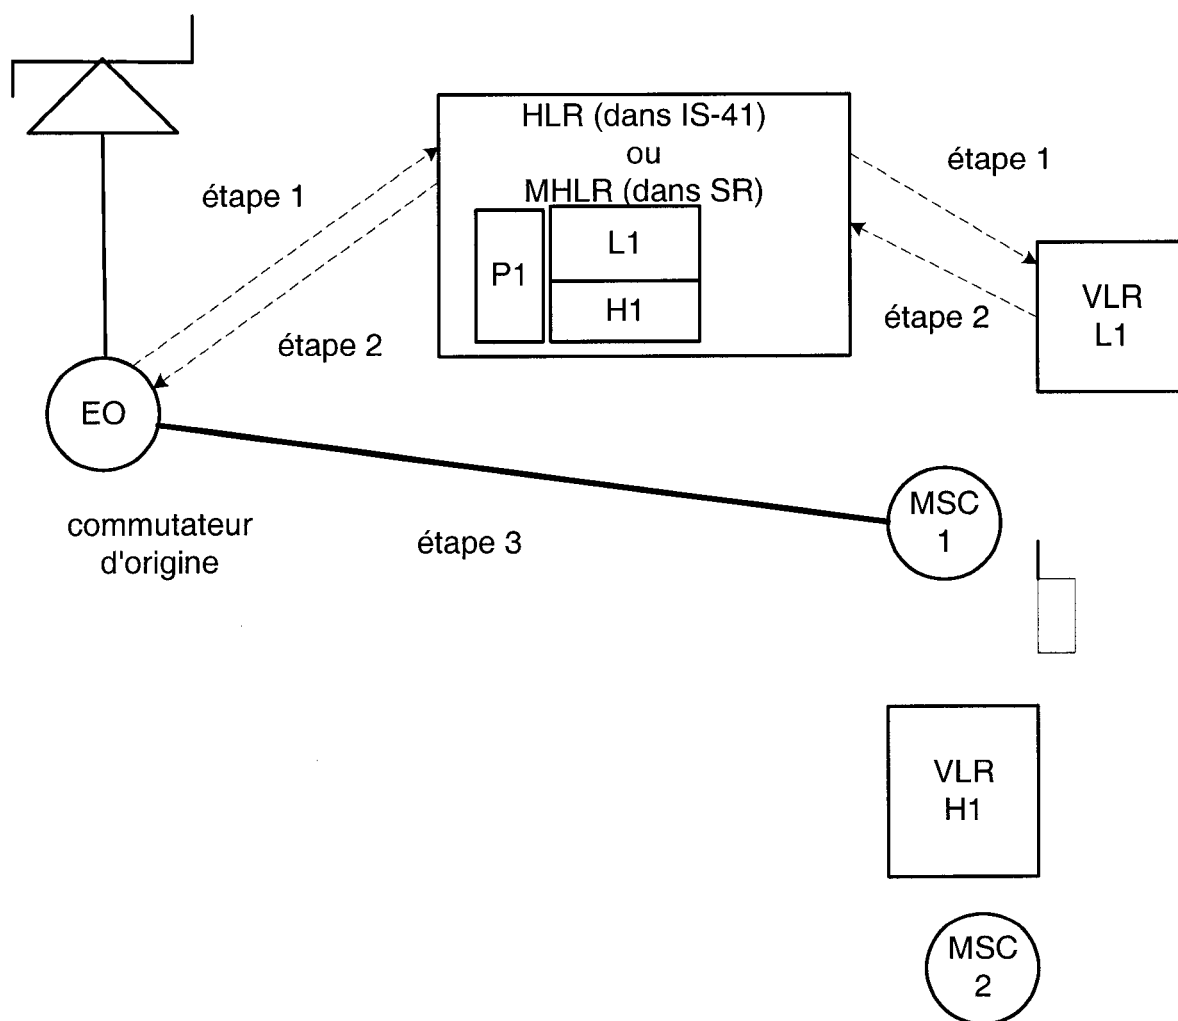 HLR (dans IS-41)
ou
MHLR (dans SR)
étape 1
étape 1
P1
L1
H1
étape 2
étape 2
VLR
L1
EO
commutateur
d'origine
étape 3
MSC
1
VLR
H1
MSC
2